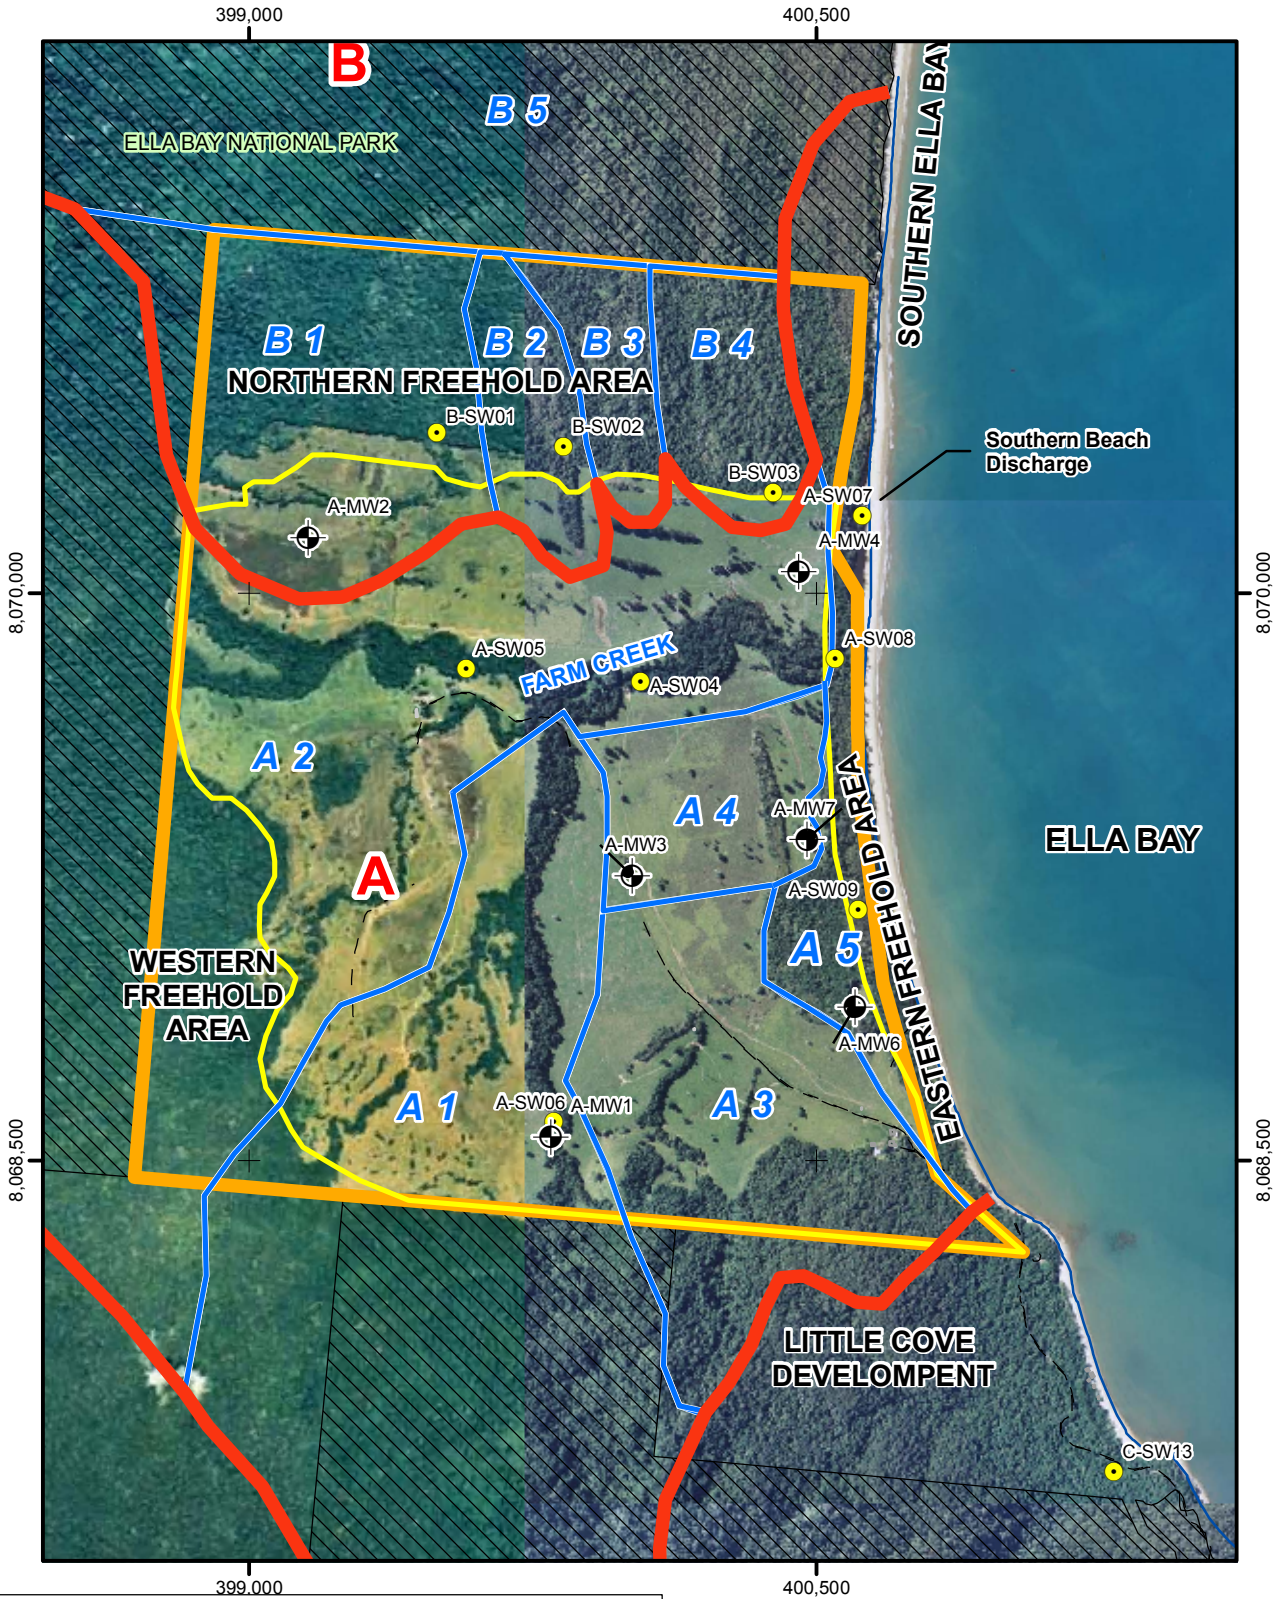 399,000
400,500
B
B 5
ELLA BAY NATIONAL PARK
SOUTHERN ELLA BAY
B 1
B 2
B 3
B 4
NORTHERN FREEHOLD AREA
B-SW01
B-SW02
Southern Beach
Discharge
B-SW03
A-SW07
A-MW2
A-MW4
8,070,000
8,070,000
A-SW08
A-SW05
FARM CREEK
A-SW04
A 2
A 4
A-MW7
ELLA BAY
A-MW3
A
A-SW09
EASTERN FREEHOLD AREA
A 5
WESTERN
FREEHOLD
AREA
A-MW6
A 1
A-SW06
A-MW1
A 3
8,068,500
8,068,500
LITTLE COVE
DEVELOMPENT
C-SW13
399,000
400,500